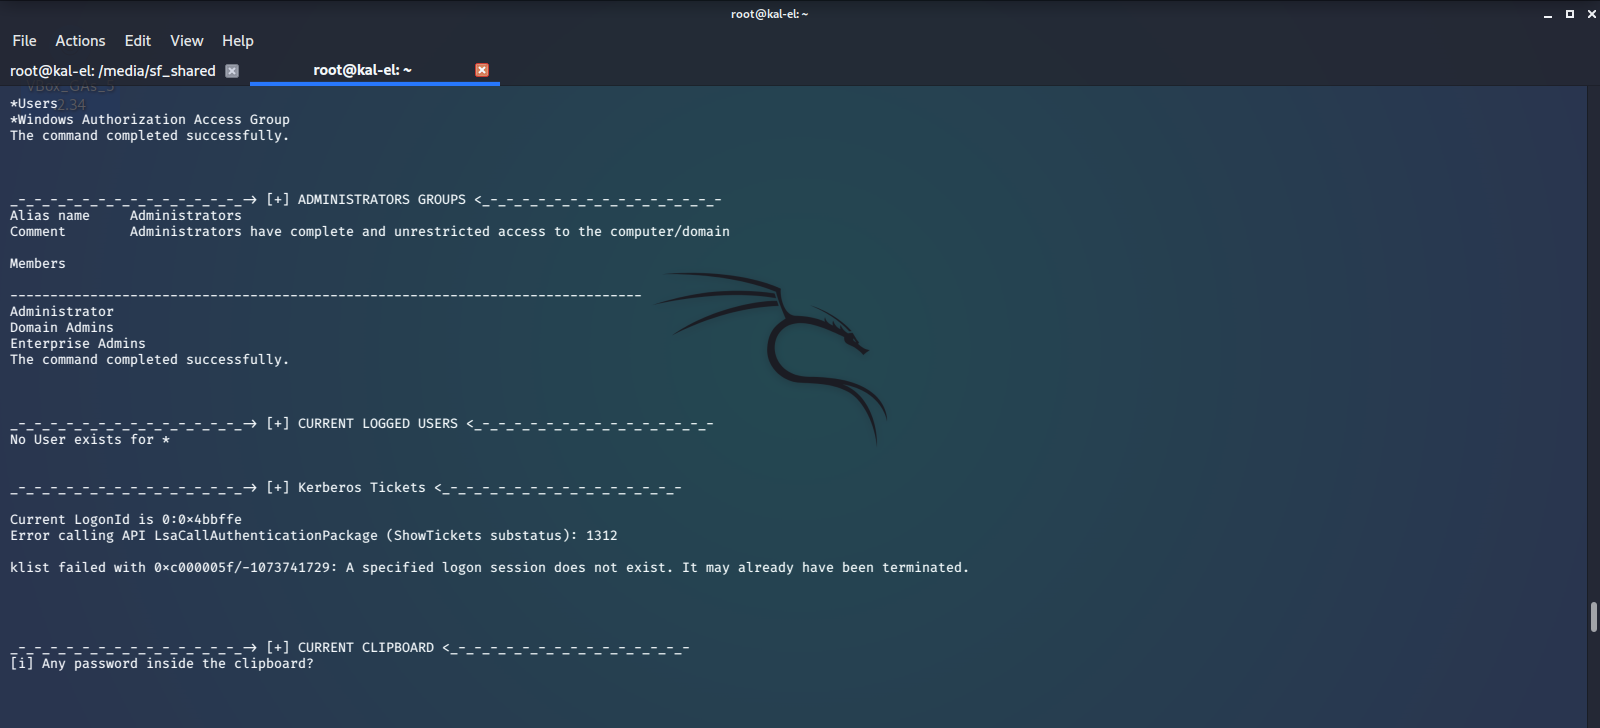 root@kal-el: ~
File Actions Edit View Help
root@kal-el: /media/sf_shared root@kal-el: ~
VBox_GAs_5
2.34
*Users
*Windows Authorization Access Group
The command completed successfully.
_-_-_-_-_-_-_-_-_-_-_-_-_-_-_→ [+] ADMINISTRATORS GROUPS <_-_-_-_-_-_-_-_-_-_-_-_-_-_-_-
Alias name     Administrators
Comment        Administrators have complete and unrestricted access to the computer/domain
Members
-------------------------------------------------------------------------------
Administrator
Domain Admins
Enterprise Admins
The command completed successfully.
_-_-_-_-_-_-_-_-_-_-_-_-_-_-_→ [+] CURRENT LOGGED USERS <_-_-_-_-_-_-_-_-_-_-_-_-_-_-_-
No User exists for *
_-_-_-_-_-_-_-_-_-_-_-_-_-_-_→ [+] Kerberos Tickets <_-_-_-_-_-_-_-_-_-_-_-_-_-_-_-
Current LogonId is 0:0×4bbffe
Error calling API LsaCallAuthenticationPackage (ShowTickets substatus): 1312
klist failed with 0×c000005f/-1073741729: A specified logon session does not exist. It may already have been terminated.
_-_-_-_-_-_-_-_-_-_-_-_-_-_-_→ [+] CURRENT CLIPBOARD <_-_-_-_-_-_-_-_-_-_-_-_-_-_-_-
[i] Any password inside the clipboard?